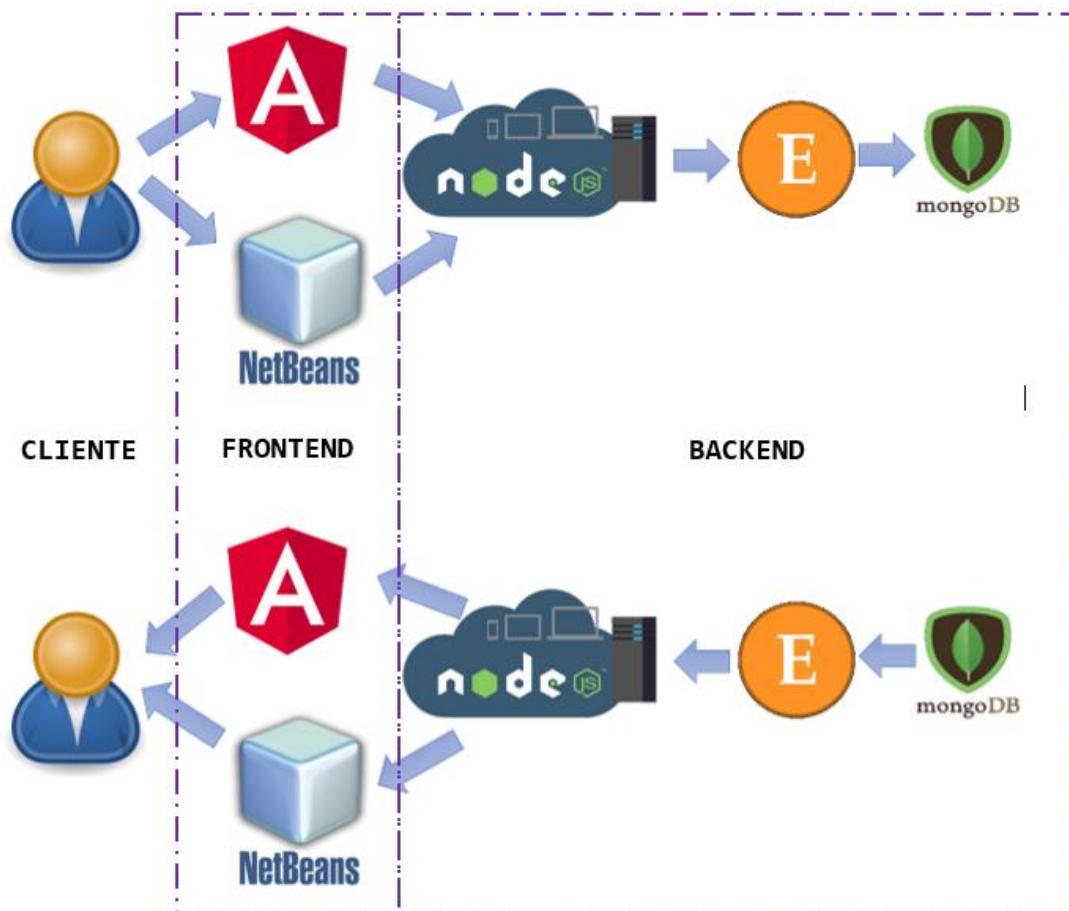 A
node JS
E
mongoDB
NetBeans
CLIENTE
FRONTEND
BACKEND
A
node JS
E
mongoDB
NetBeans